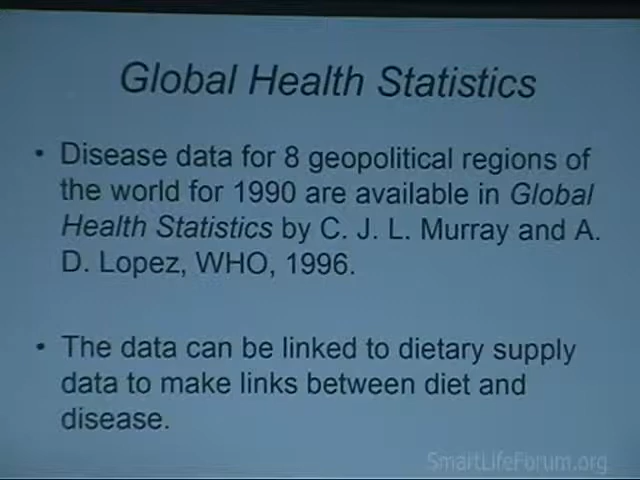 Global Health Statistics
• Disease data for 8 geopolitical regions of
the world for 1990 are available in Global
Health Statistics by C. J. L. Murray and A.
D. Lopez, WHO, 1996.
• The data can be linked to dietary supply
data to make links between diet and
disease.
SmartLifeForum.org